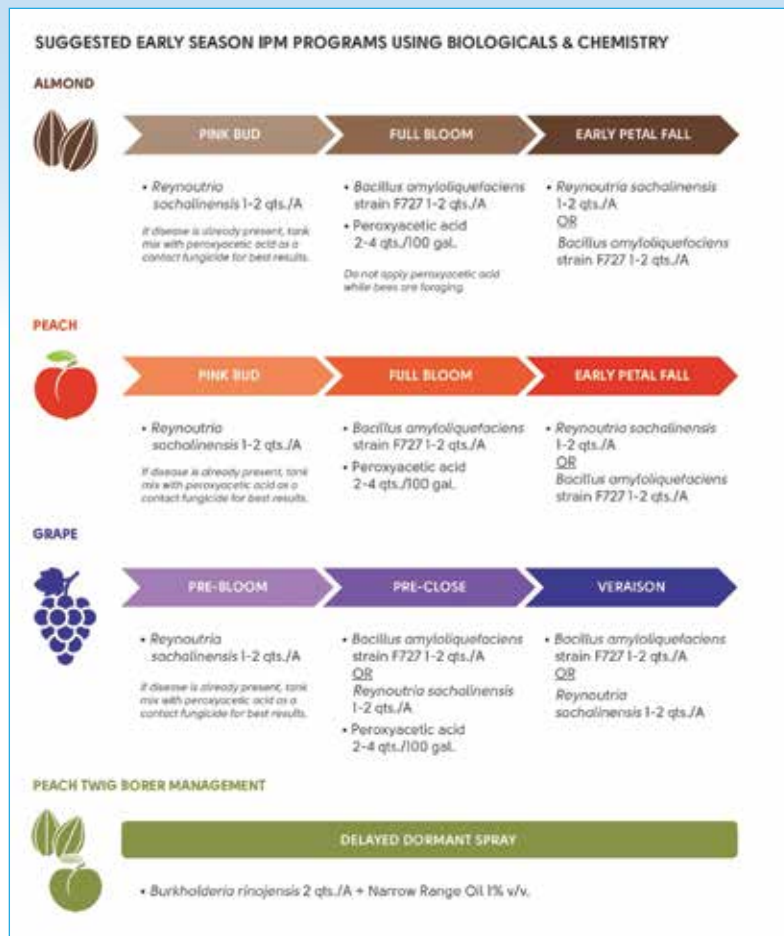 SUGGESTED EARLY SEASON IPM PROGRAMS USING BIOLOGICALS & CHEMISTRY
ALMOND
PINK BUD
FULL BLOOM
EARLY PETAL FALL
• Reynoutria
sachalinensis 1-2 qts./A
If disease is already present, tank
mix with peroxyacetic acid as a
contact fungicide for best results.
• Bacillus amyloliquefaciens
strain F727 1-2 qts./A
• Peroxyacetic acid
2-4 qts./100 gal.
Do not apply peroxyacetic acid
while bees are foraging.
• Reynoutria sachalinensis
1-2 qts./A
OR
Bacillus amyloliquefaciens
strain F727 1-2 qts./A
PEACH
PINK BUD
FULL BLOOM
EARLY PETAL FALL
• Reynoutria
sachalinensis 1-2 qts./A
If disease is already present, tank
mix with peroxyacetic acid as a
contact fungicide for best results.
• Bacillus amyloliquefaciens
strain F727 1-2 qts./A
• Peroxyacetic acid
2-4 qts./100 gal.
• Reynoutria sachalinensis
1-2 qts./A
OR
Bacillus amyloliquefaciens
strain F727 1-2 qts./A
GRAPE
PRE-BLOOM
PRE-CLOSE
VERAISON
• Reynoutria
sachalinensis 1-2 qts./A
If disease is already present, tank
mix with peroxyacetic acid as a
contact fungicide for best results.
• Bacillus amyloliquefaciens
strain F727 1-2 qts./A
OR
Reynoutria sachalinensis
1-2 qts./A
• Peroxyacetic acid
2-4 qts./100 gal.
• Bacillus amyloliquefaciens
strain F727 1-2 qts./A
OR
Reynoutria
sachalinensis 1-2 qts./A
PEACH TWIG BORER MANAGEMENT
DELAYED DORMANT SPRAY
• Burkholderia rinojensis 2 qts./A + Narrow Range Oil 1% v/v.